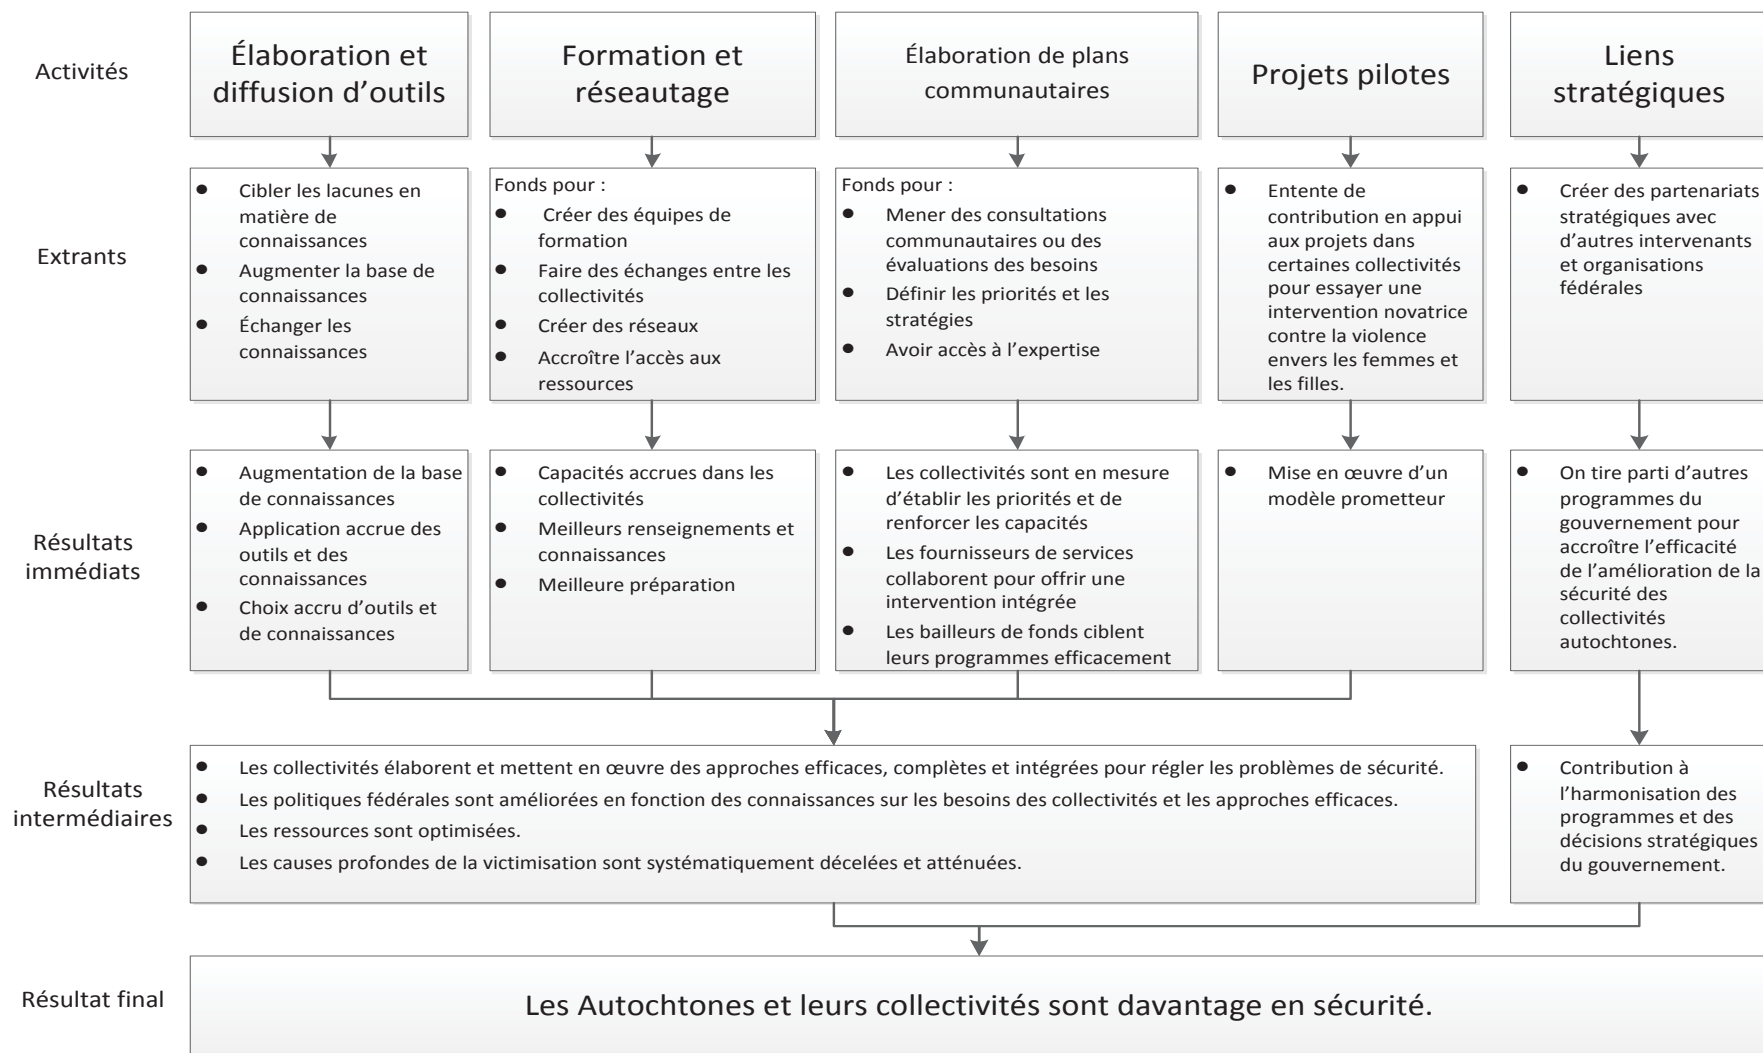 Activités
Élaboration et
diffusion d’outils
Formation et
réseautage
Élaboration de plans
communautaires
Projets pilotes
Liens
stratégiques
Extrants
• Cibler les lacunes en
matière de
connaissances
• Augmenter la base de
connaissances
• Échanger les
connaissances
Fonds pour :
• Créer des équipes de
formation
• Faire des échanges entre les
collectivités
• Créer des réseaux
• Accroître l’accès aux
ressources
Fonds pour :
• Mener des consultations
communautaires ou des
évaluations des besoins
• Définir les priorités et les
stratégies
• Avoir accès à l’expertise
• Entente de
contribution en appui
aux projets dans
certaines collectivités
pour essayer une
intervention novatrice
contre la violence
envers les femmes et
les filles.
• Créer des partenariats
stratégiques avec
d’autres intervenants
et organisations
fédérales
Résultats
immédiats
• Augmentation de la base
de connaissances
• Application accrue des
outils et des
connaissances
• Choix accru d’outils et
de connaissances
• Capacités accrues dans les
collectivités
• Meilleurs renseignements et
connaissances
• Meilleure préparation
• Les collectivités sont en mesure
d’établir les priorités et de
renforcer les capacités
• Les fournisseurs de services
collaborent pour offrir une
intervention intégrée
• Les bailleurs de fonds ciblent
leurs programmes efficacement
• Mise en œuvre d’un
modèle prometteur
• On tire parti d’autres
programmes du
gouvernement pour
accroître l’efficacité
de l’amélioration de la
sécurité des
collectivités
autochtones.
Résultats
intermédiaires
• Les collectivités élaborent et mettent en œuvre des approches efficaces, complètes et intégrées pour régler les problèmes de sécurité.
• Les politiques fédérales sont améliorées en fonction des connaissances sur les besoins des collectivités et les approches efficaces.
• Les ressources sont optimisées.
• Les causes profondes de la victimisation sont systématiquement décelées et atténuées.
• Contribution à
l’harmonisation des
programmes et des
décisions stratégiques
du gouvernement.
Résultat final
Les Autochtones et leurs collectivités sont davantage en sécurité.